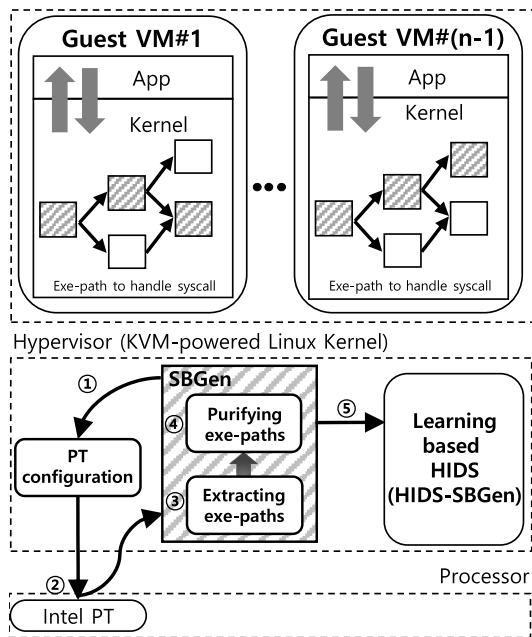 Guest VM#1
App
Kernel
Exe-path to handle syscall
Guest VM#(n-1)
App
Kernel
Exe-path to handle syscall
Hypervisor (KVM-powered Linux Kernel)
①
PT
configuration
②
SBGen
④
Purifying
exe-paths
③
Extracting
exe-paths
⑤
Learning
based
HIDS
(HIDS-SBGen)
Processor
Intel PT